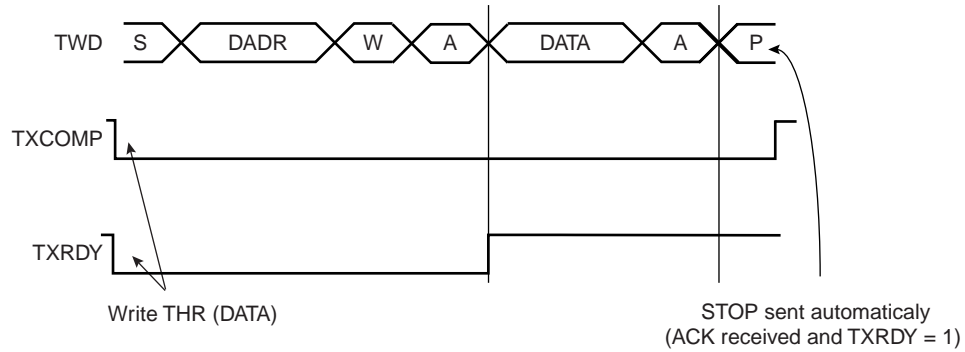 TWD S DADR W A DATA A P
TXCOMP
TXRDY
Write THR (DATA)
STOP sent automaticaly
(ACK received and TXRDY = 1)